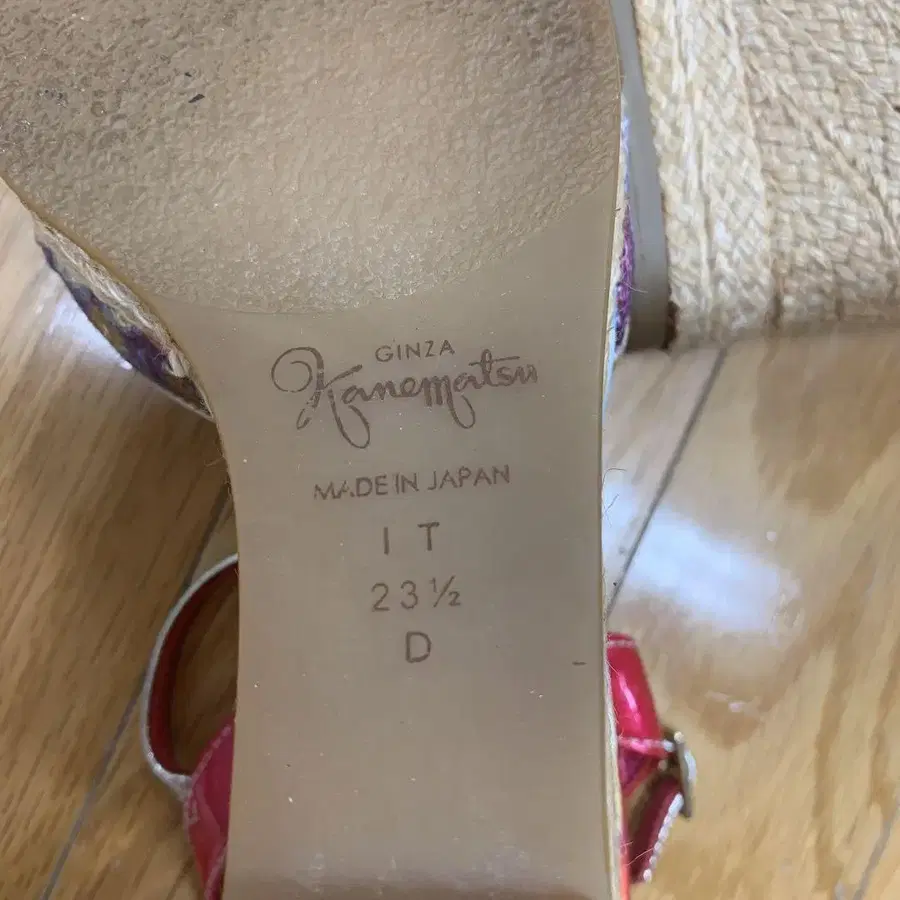 GINZA
Kanematsu
MADE IN JAPAN
I T
23½
D